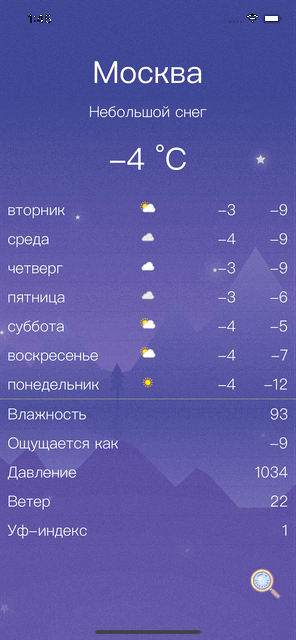 Москва
Небольшой снег
–4 °C
вторник –3 –9
среда –4 –9
четверг –3 –9
пятница –3 –6
суббота –4 –5
воскресенье –4 –7
понедельник –4 –12
Влажность 93
Ощущается как –9
Давление 1034
Ветер 22
Уф–индекс 1